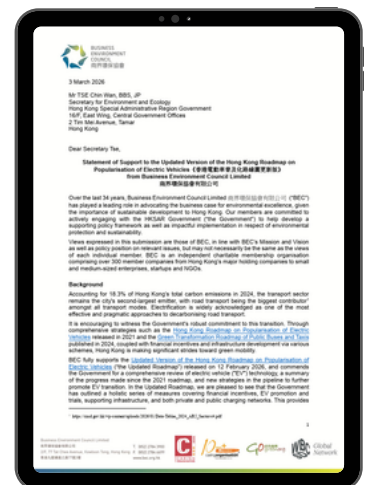 BUSINESS
ENVIRONMENT
COUNCIL
商界環保協會
3 March 2026
Mr TSE Chin Wan, BBS, JP
Secretary for Environment and Ecology
Hong Kong Special Administrative Region Government
16/F, East Wing, Central Government Offices
2 Tim Mei Avenue, Tamar
Hong Kong
Dear Secretary Tse,
Statement of Support to the Updated Version of the Hong Kong Roadmap on
Popularisation of Electric Vehicles《香港電動車普及化路線圖更新版》
from Business Environment Council Limited
商界環保協會有限公司
Over the last 34 years, Business Environment Council Limited 商界環保協會有限公司 ("BEC")
has played a leading role in advocating the business case for environmental excellence, given
the importance of sustainable development to Hong Kong. Our members are committed to
actively engaging with the HKSAR Government ("the Government") to help develop a
supporting policy framework as well as impactful implementation in respect of environmental
protection and sustainability.
Views expressed in this submission are those of BEC, in line with BEC's Mission and Vision
as well as policy position on relevant issues, but may not necessarily be the same as the views
of each individual member. BEC is an independent charitable membership organisation
comprising over 300 member companies from Hong Kong's major holding companies to small
and medium-sized enterprises, startups and NGOs.
Background
Accounting for 18.3% of Hong Kong's total carbon emissions in 2024, the transport sector
remains the city's second-largest emitter, with road transport being the biggest contributor¹
amongst all transport modes. Electrification is widely acknowledged as one of the most
effective and pragmatic approaches to decarbonising road transport.
It is encouraging to witness the Government's robust commitment to this transition. Through
comprehensive strategies such as the Hong Kong Roadmap on Popularisation of Electric
Vehicles released in 2021 and the Green Transformation Roadmap of Public Buses and Taxis
published in 2024, coupled with financial incentives and infrastructure development via various
schemes, Hong Kong is making significant strides toward green mobility.
BEC fully supports the Updated Version of the Hong Kong Roadmap on Popularisation of
Electric Vehicles ("the Updated Roadmap") released on 12 February 2026, and commends
the Government for a comprehensive review of electric vehicle ("EV") technology, a summary
of the progress made since the 2021 roadmap, and new strategies in the pipeline to further
promote EV transition. In the Updated Roadmap, we are pleased to see that the Government
has outlined a holistic series of measures covering financial incentives, EV promotion and
trials, supporting infrastructure, and both private and public charging networks. This provides
1
Business Environment Council Limited
商界環保協會有限公司
Global
Network